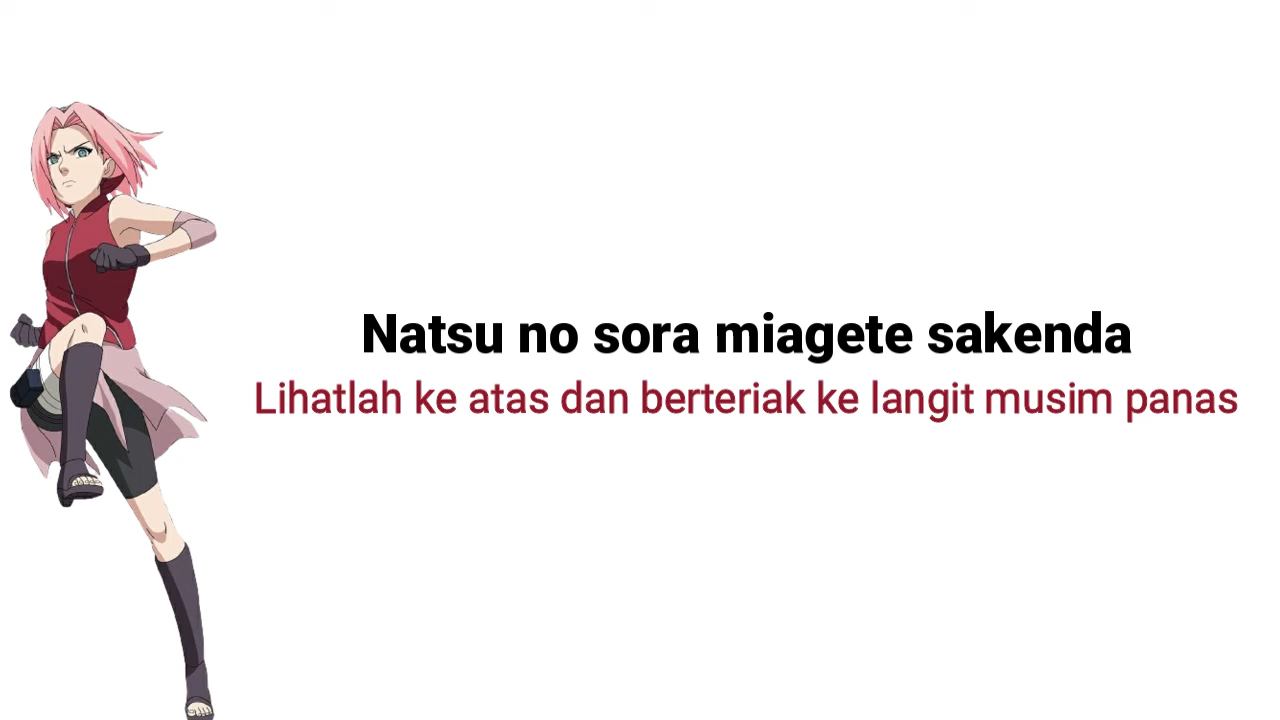 Natsu no sora miagete sakenda
Lihatlah ke atas dan berteriak ke langit musim panas